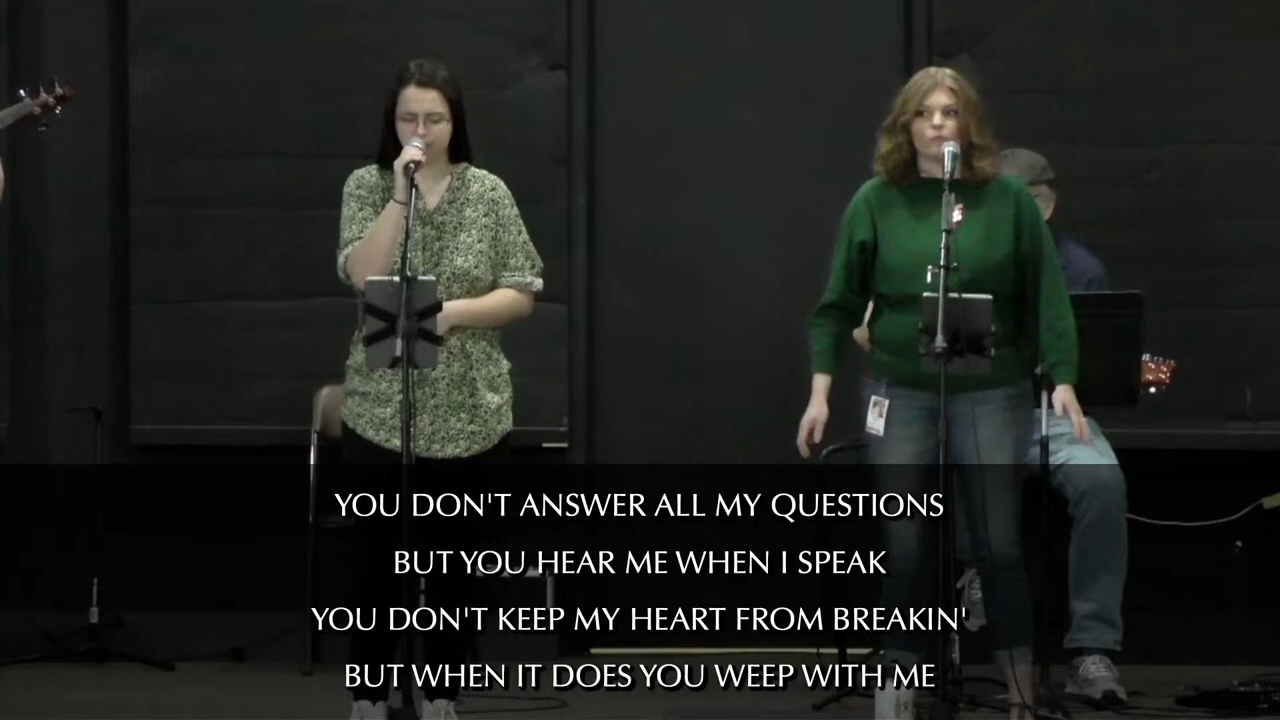 YOU DON'T ANSWER ALL MY QUESTIONS
BUT YOU HEAR ME WHEN I SPEAK
YOU DON'T KEEP MY HEART FROM BREAKIN'
BUT WHEN IT DOES YOU WEEP WITH ME